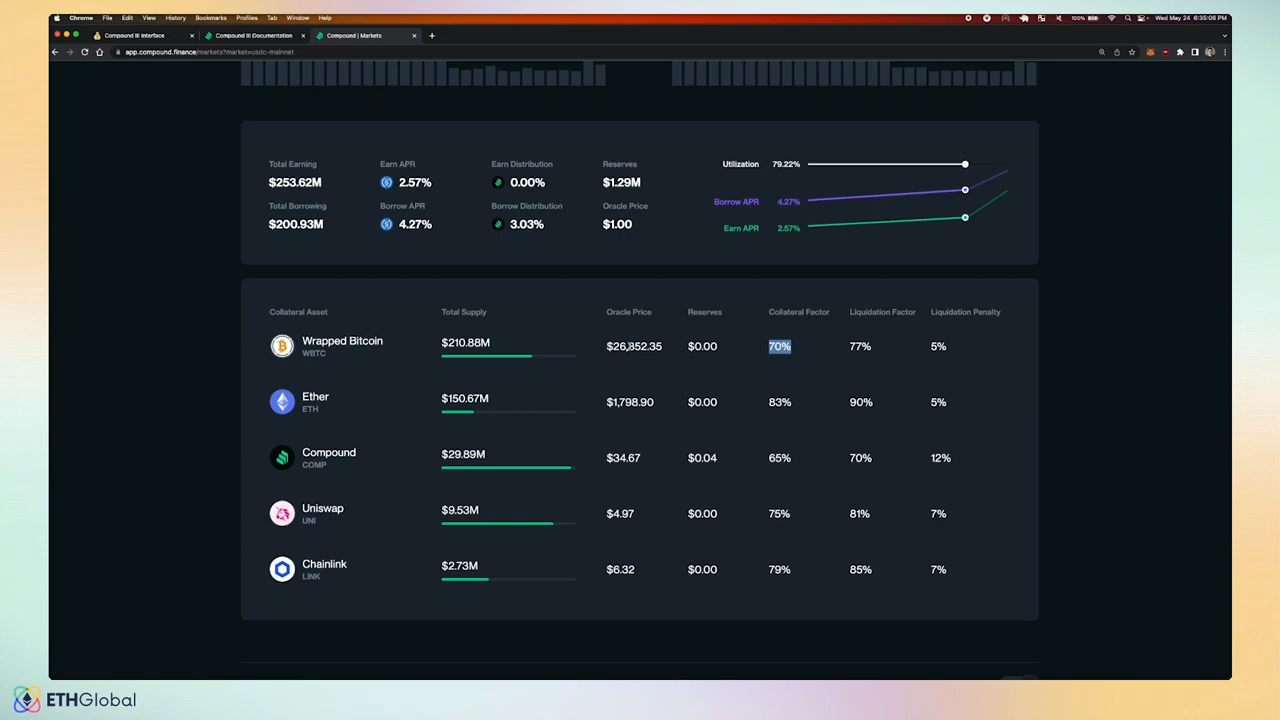 Chrome File Edit View History Bookmarks Profiles Tab Window Help 100% Wed May 24 6:35:06 PM
Compound III Interface Compound III Documentation Compound | Markets
app.compound.finance/markets?market=usdc-mainnet
Total Earning Earn APR Earn Distribution Reserves Utilization 79.22%
$253.62M 2.57% 0.00% $1.29M
Total Borrowing Borrow APR Borrow Distribution Oracle Price Borrow APR 4.27%
$200.93M 4.27% 3.03% $1.00 Earn APR 2.57%
Collateral Asset Total Supply Oracle Price Reserves Collateral Factor Liquidation Factor Liquidation Penalty
Wrapped Bitcoin $210.88M $0.00 70% 77% 5%
WBTC
Ether $150.67M $1,798.90 $0.00 83% 90% 5%
ETH
Compound $29.89M $34.67 $0.04 65% 70% 12%
COMP
Uniswap $9.53M $4.97 $0.00 75% 81% 7%
UNI
Chainlink $2.73M $6.32 $0.00 79% 85% 7%
LINK
ETHGlobal